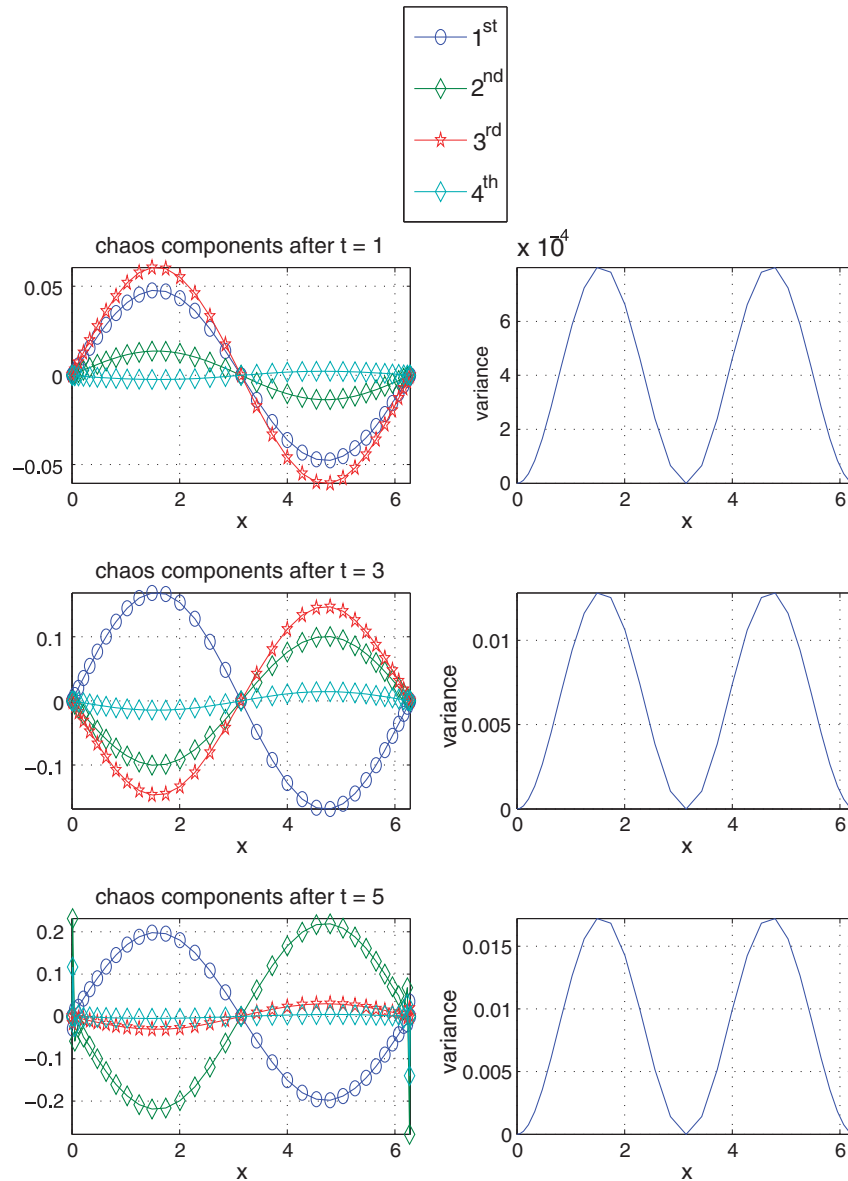 1st
2nd
3rd
4th
chaos components after t = 1
0.05
0
−0.05
0 2 4 6
x
x 10−4
variance
6
4
2
0
0 2 4 6
x
chaos components after t = 3
0.1
0
−0.1
0 2 4 6
x
variance
0.01
0.005
0
0 2 4 6
x
chaos components after t = 5
0.2
0.1
0
−0.1
−0.2
0 2 4 6
x
variance
0.015
0.01
0.005
0
0 2 4 6
x